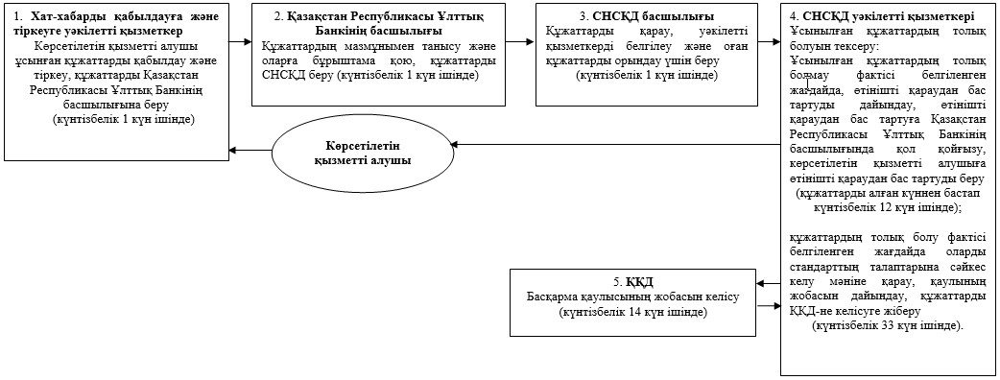 1. Хат-хабарды қабылдауға және
тіркеуге уәкілетті қызметкер
Көрсетілетін қызметті алушы
ұсынған құжаттарды қабылдау және
тіркеу, құжаттарды Қазақстан
Республикасы Ұлттық Банкінің
басшылығына беру
(күнтізбелік 1 күн ішінде)
2. Қазақстан Республикасы Ұлттық
Банкінің басшылығы
Құжаттардың мазмұнымен танысу және
оларға бұрыштама қою, құжаттарды
СНСҚД беру (күнтізбелік 1 күн ішінде)
3. СНСҚД басшылығы
Құжаттарды қарау, уәкілетті
қызметкерді белгілеу және оған
құжаттарды орындау үшін беру
(күнтізбелік 1 күн ішінде)
4. СНСҚД уәкілетті қызметкері
Ұсынылған құжаттардың толық
болуын тексеру:
Ұсынылған құжаттардың толық
болмау фактісі белгіленген
жағдайда, өтінішті қараудан бас
тартуды дайындау, өтінішті
қараудан бас тартуға Қазақстан
Республикасы Ұлттық Банкінің
басшылығында қол қойғызу,
көрсетілетін қызметті алушыға
өтінішті қараудан бас тартуды беру
(құжаттарды алған күннен бастап
күнтізбелік 12 күн ішінде);
құжаттардың толық болу фактісі
белгіленген жағдайда оларды
стандарттың талаптарына сәйкес
келу мәніне қарау, қаулының
жобасын дайындау, құжаттарды
ҚҚД-не келісуге жіберу
(күнтізбелік 33 күн ішінде).
Көрсетілетін
қызметті алушы
5. ҚҚД
Басқарма қаулысының жобасын келісу
(күнтізбелік 14 күн ішінде)